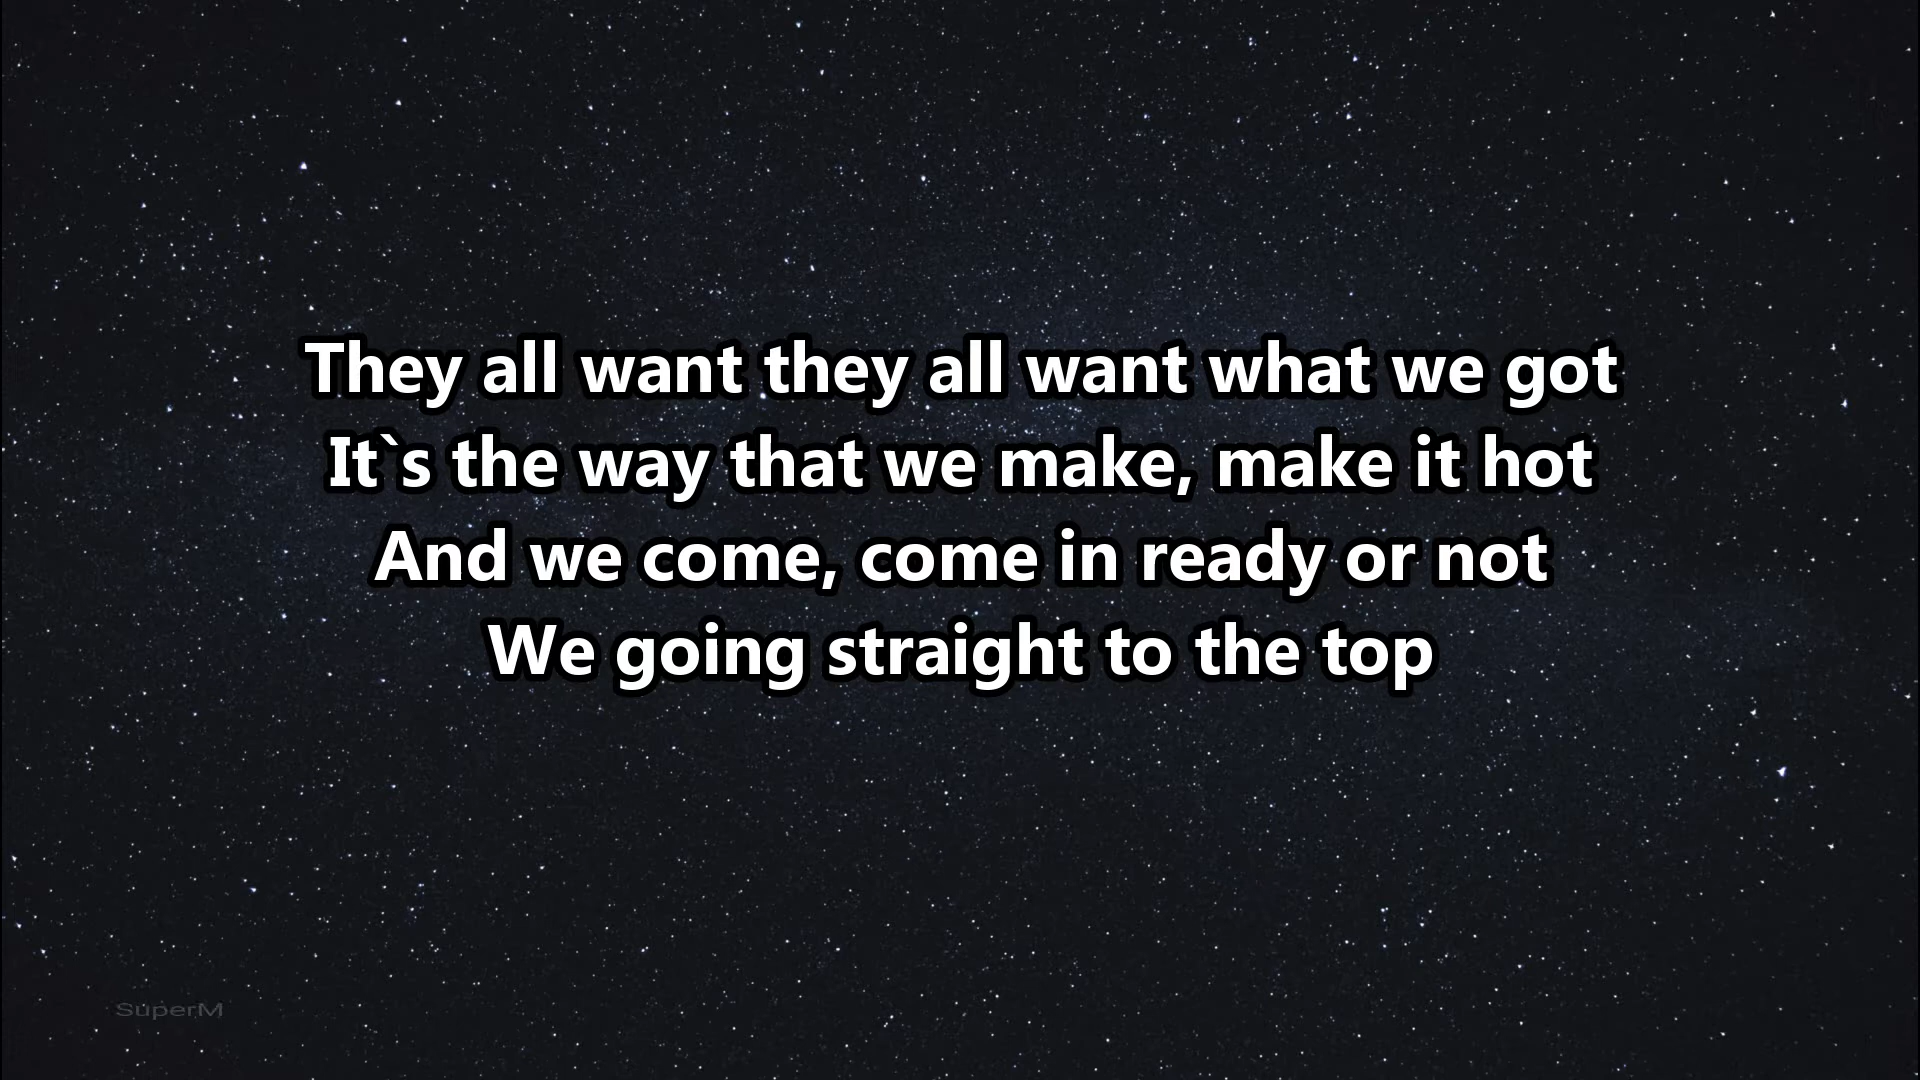 They all want they all want what we got
It`s the way that we make, make it hot
And we come, come in ready or not
We going straight to the top
SuperM